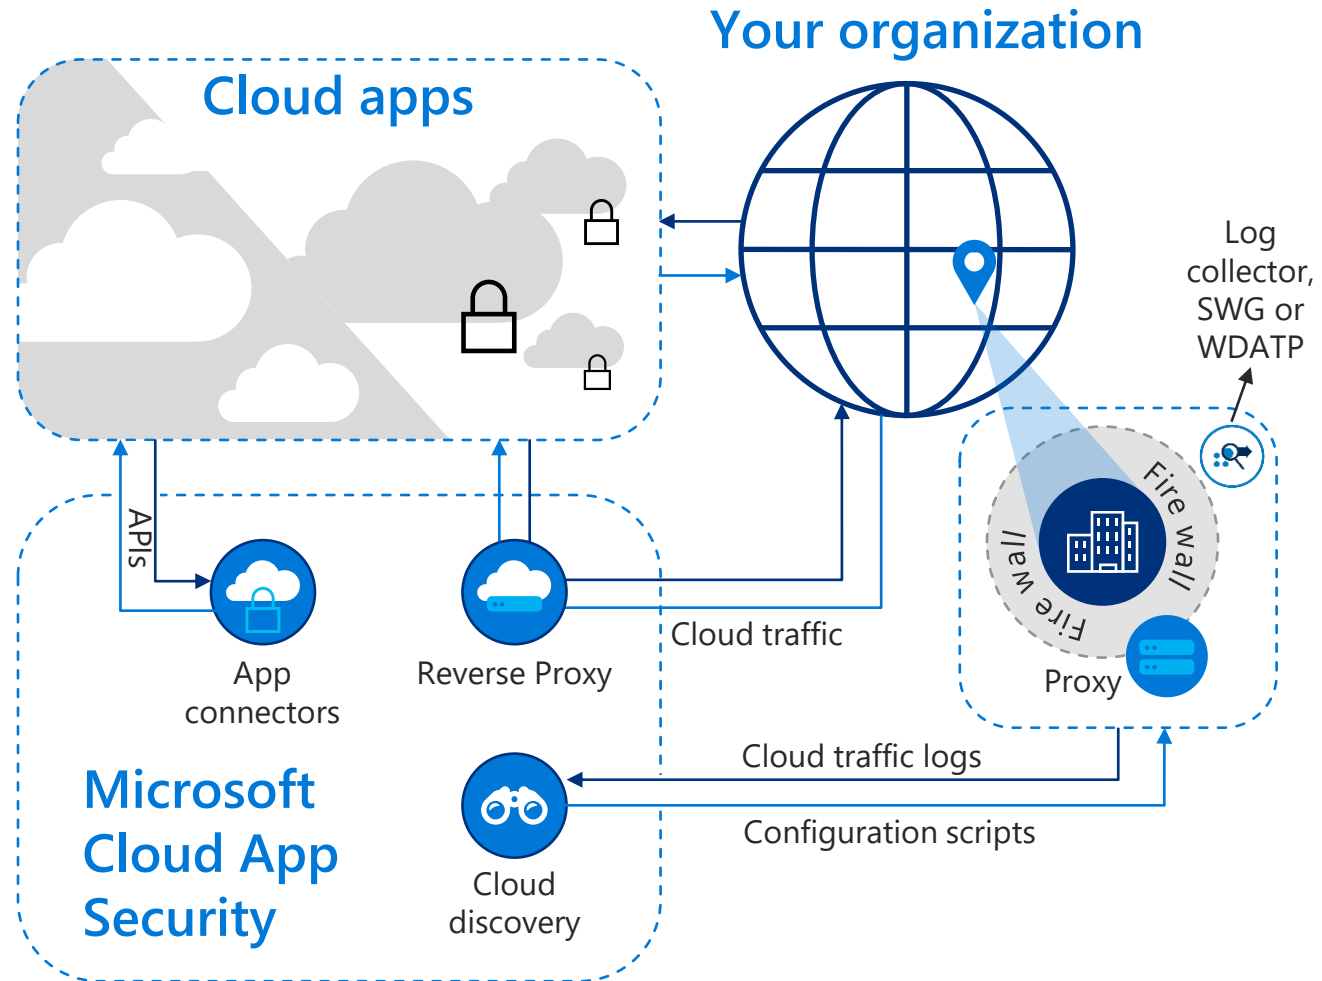 Your organization
Cloud apps
Log
collector,
SWG or
WDATP
Fire wall
Fire wall
APIs
App
connectors
Reverse Proxy
Cloud traffic
Proxy
Cloud traffic logs
Configuration scripts
Microsoft
Cloud App
Security
Cloud
discovery